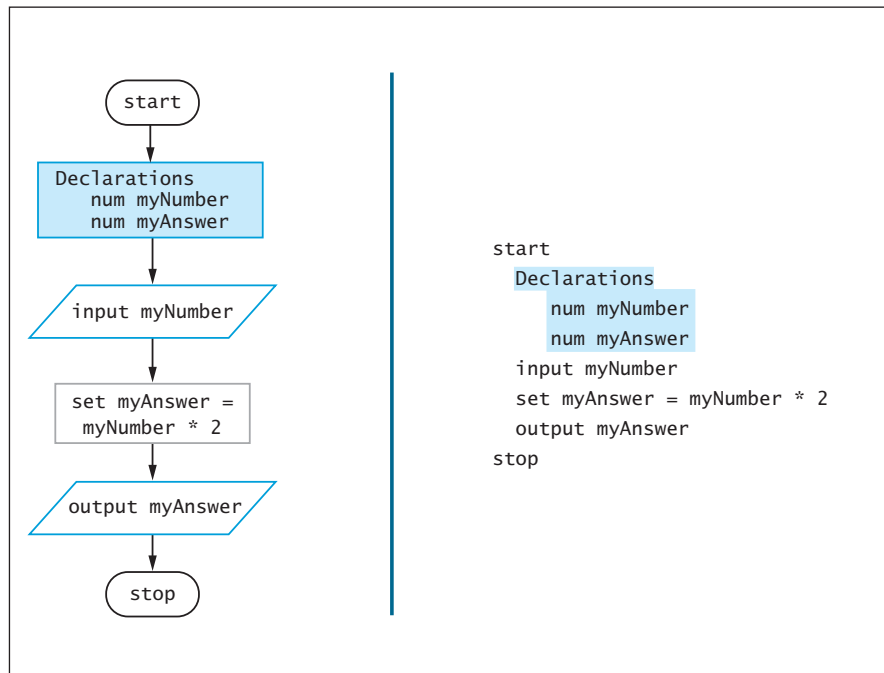 start
Declarations
num myNumber
num myAnswer
input myNumber
set myAnswer =
myNumber * 2
output myAnswer
stop
start
Declarations
num myNumber
num myAnswer
input myNumber
set myAnswer = myNumber * 2
output myAnswer
stop